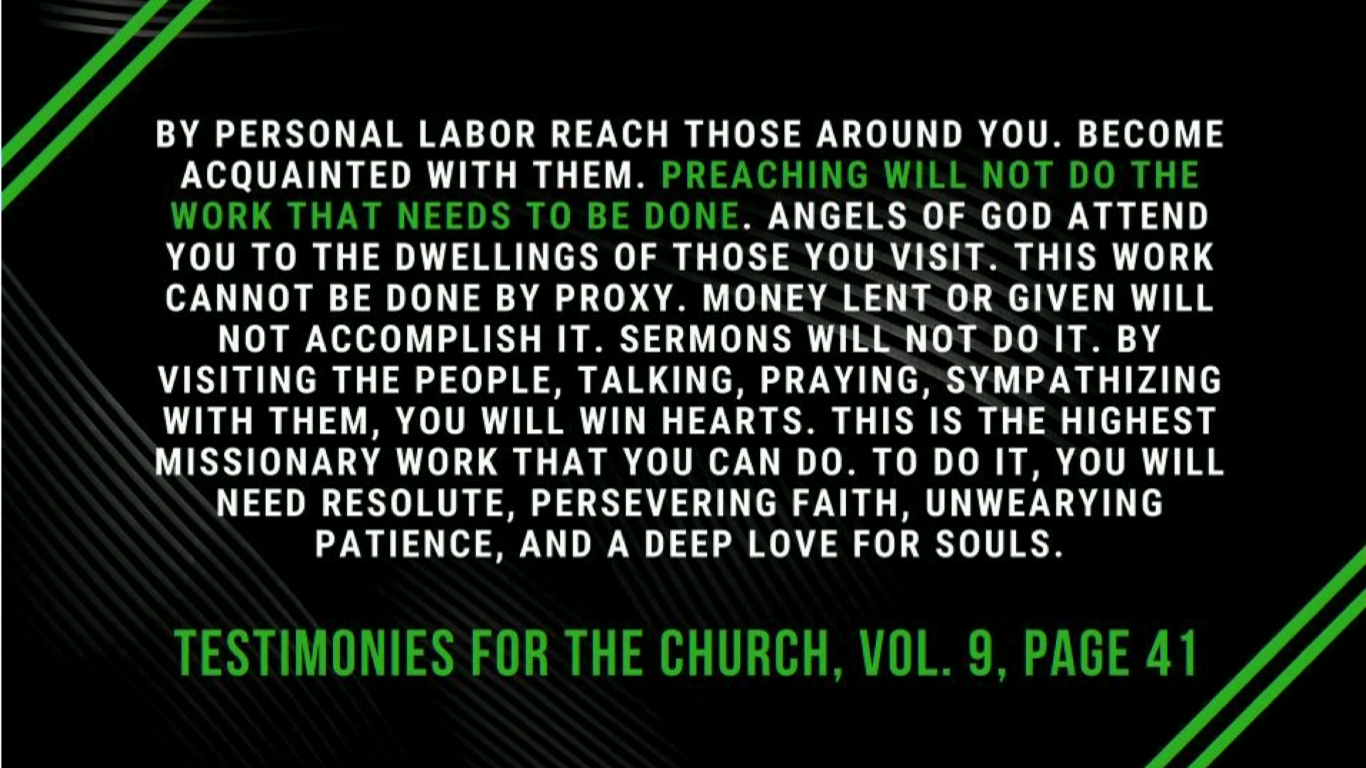 BY PERSONAL LABOR REACH THOSE AROUND YOU. BECOME
ACQUAINTED WITH THEM. PREACHING WILL NOT DO THE
WORK THAT NEEDS TO BE DONE. ANGELS OF GOD ATTEND
YOU TO THE DWELLINGS OF THOSE YOU VISIT. THIS WORK
CANNOT BE DONE BY PROXY. MONEY LENT OR GIVEN WILL
NOT ACCOMPLISH IT. SERMONS WILL NOT DO IT. BY
VISITING THE PEOPLE, TALKING, PRAYING, SYMPATHIZING
WITH THEM, YOU WILL WIN HEARTS. THIS IS THE HIGHEST
MISSIONARY WORK THAT YOU CAN DO. TO DO IT, YOU WILL
NEED RESOLUTE, PERSEVERING FAITH, UNWEARYING
PATIENCE, AND A DEEP LOVE FOR SOULS.
TESTIMONIES FOR THE CHURCH, VOL. 9, PAGE 41